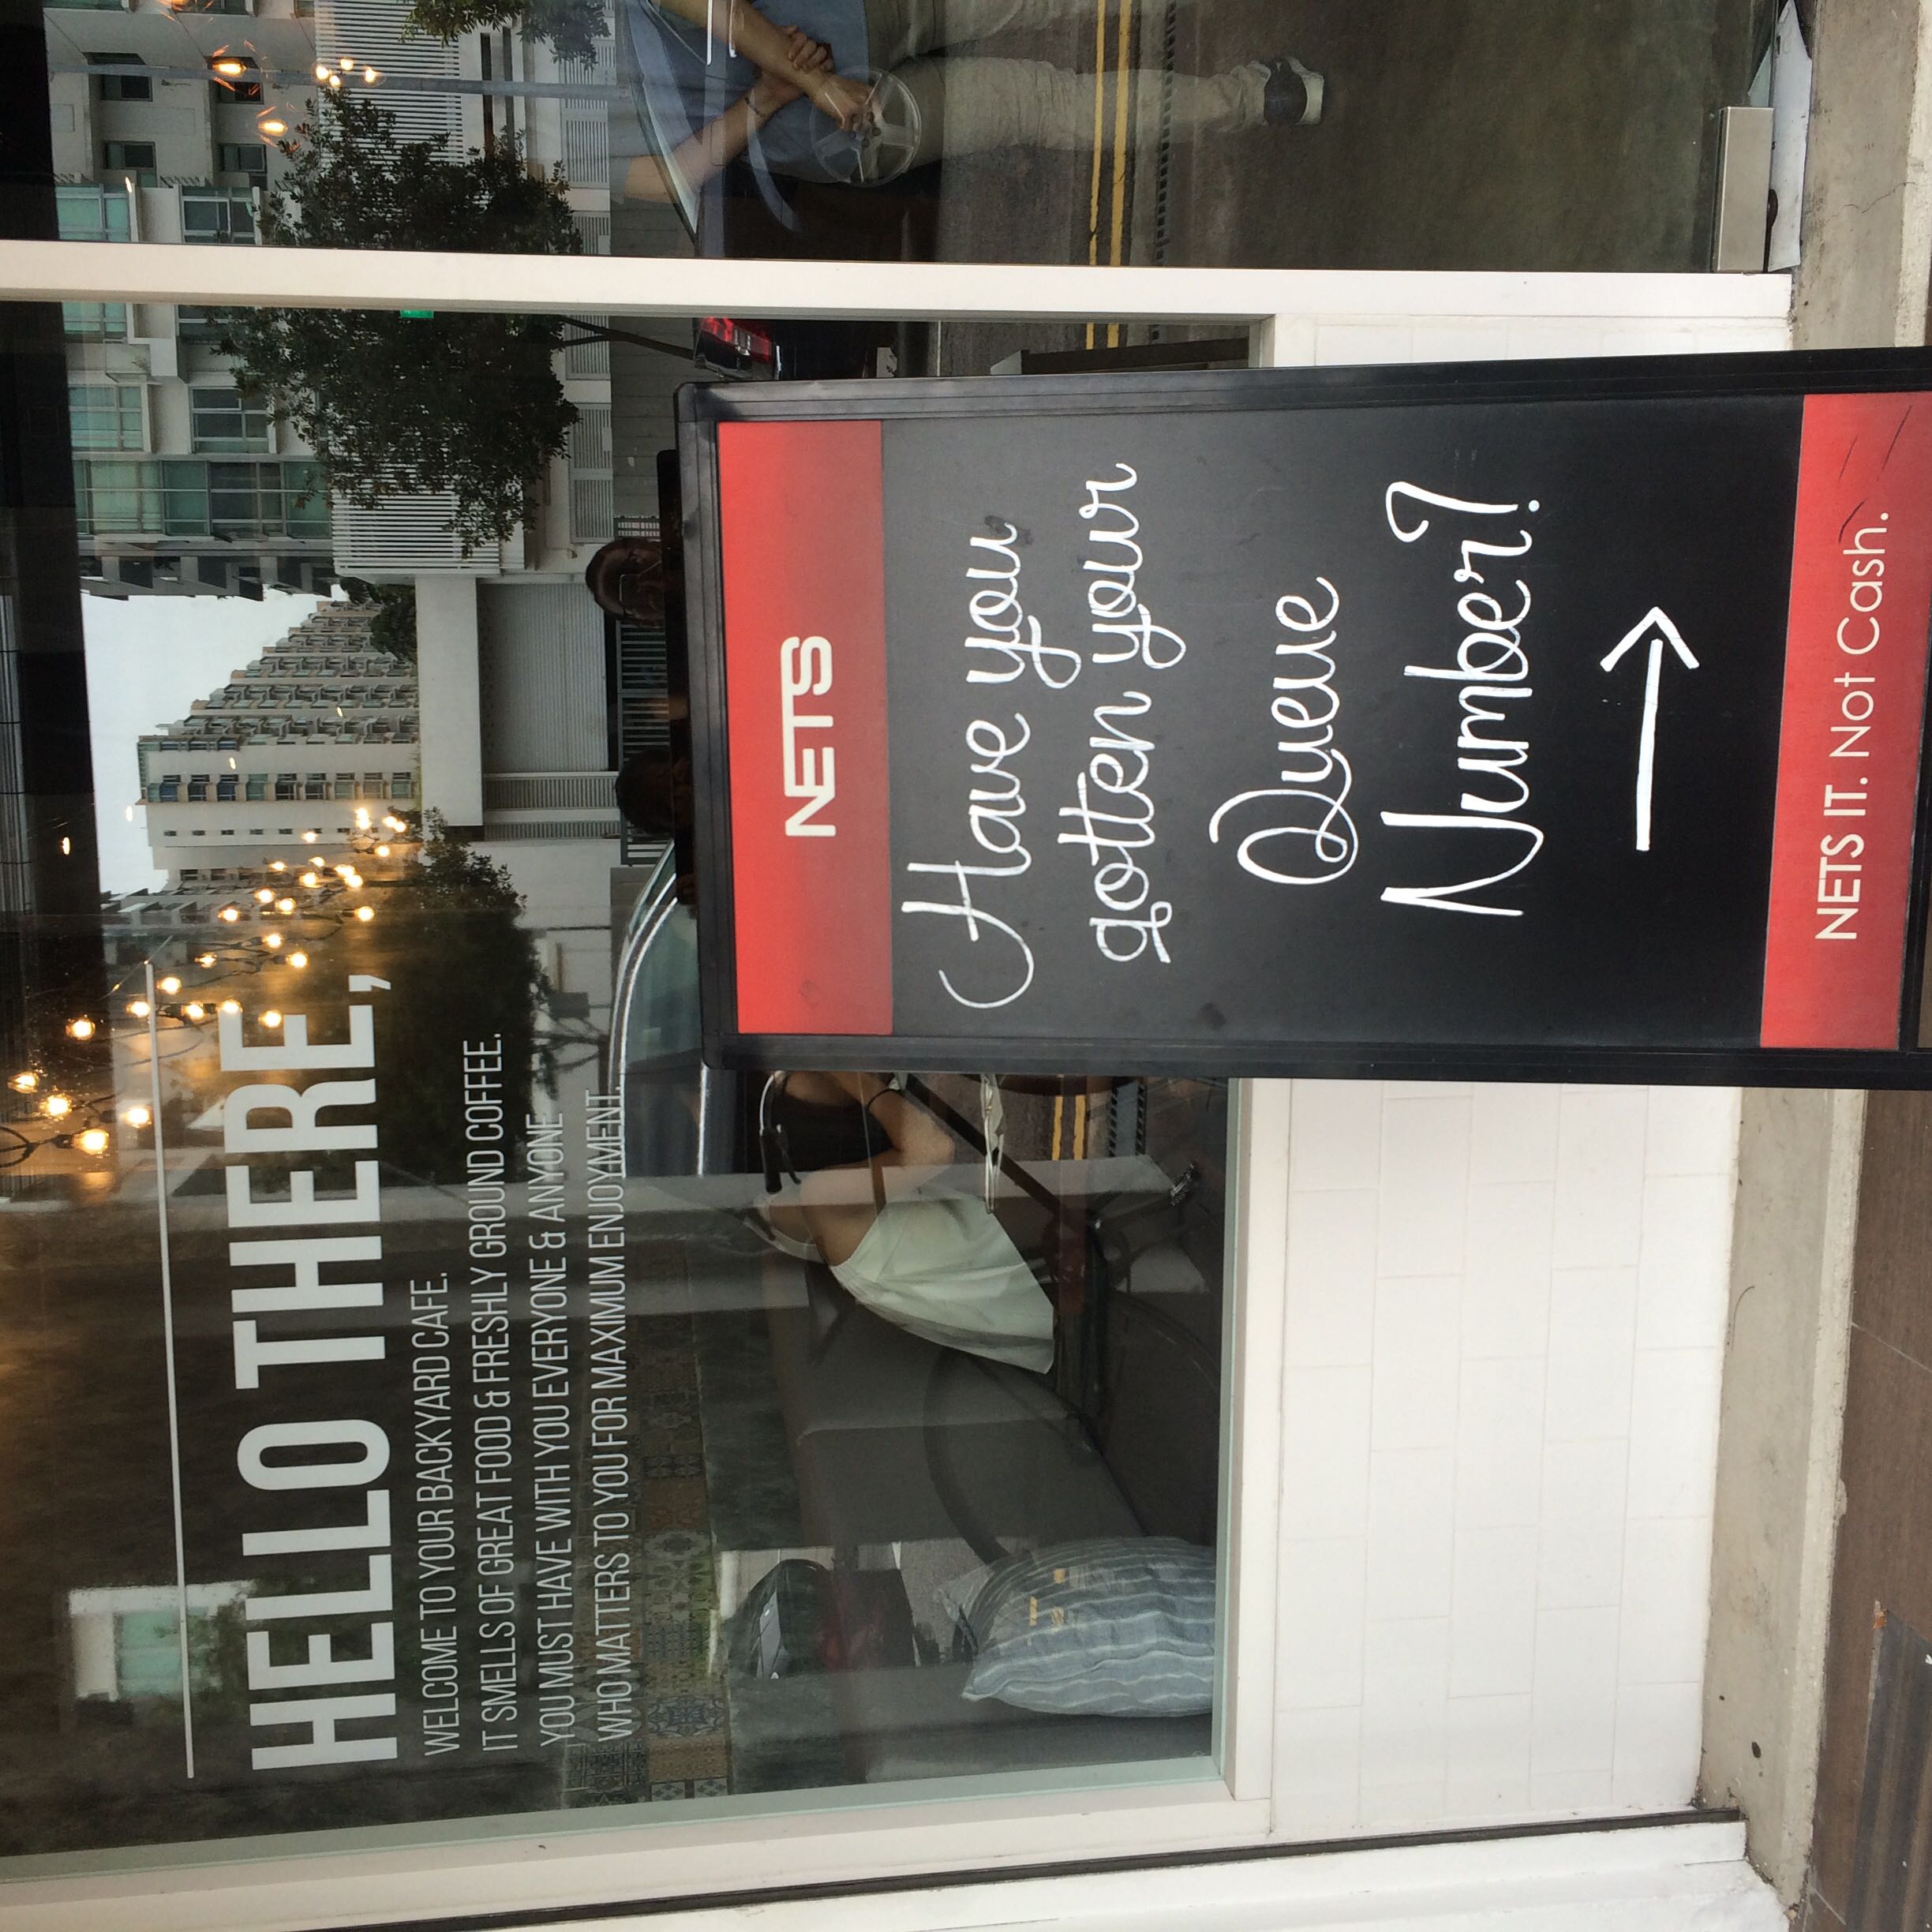 HELLO THERE,
WELCOME TO YOUR BACKYARD CAFE.
IT SMELLS OF GREAT FOOD & FRESHLY GROUND COFFEE.
YOU MUST HAVE WITH YOU EVERYONE & ANYONE
WHO MATTERS TO YOU FOR MAXIMUM ENJOYMENT.
NETS
Have you
gotten your
Queue
Number?
→
NETS IT. Not Cash.